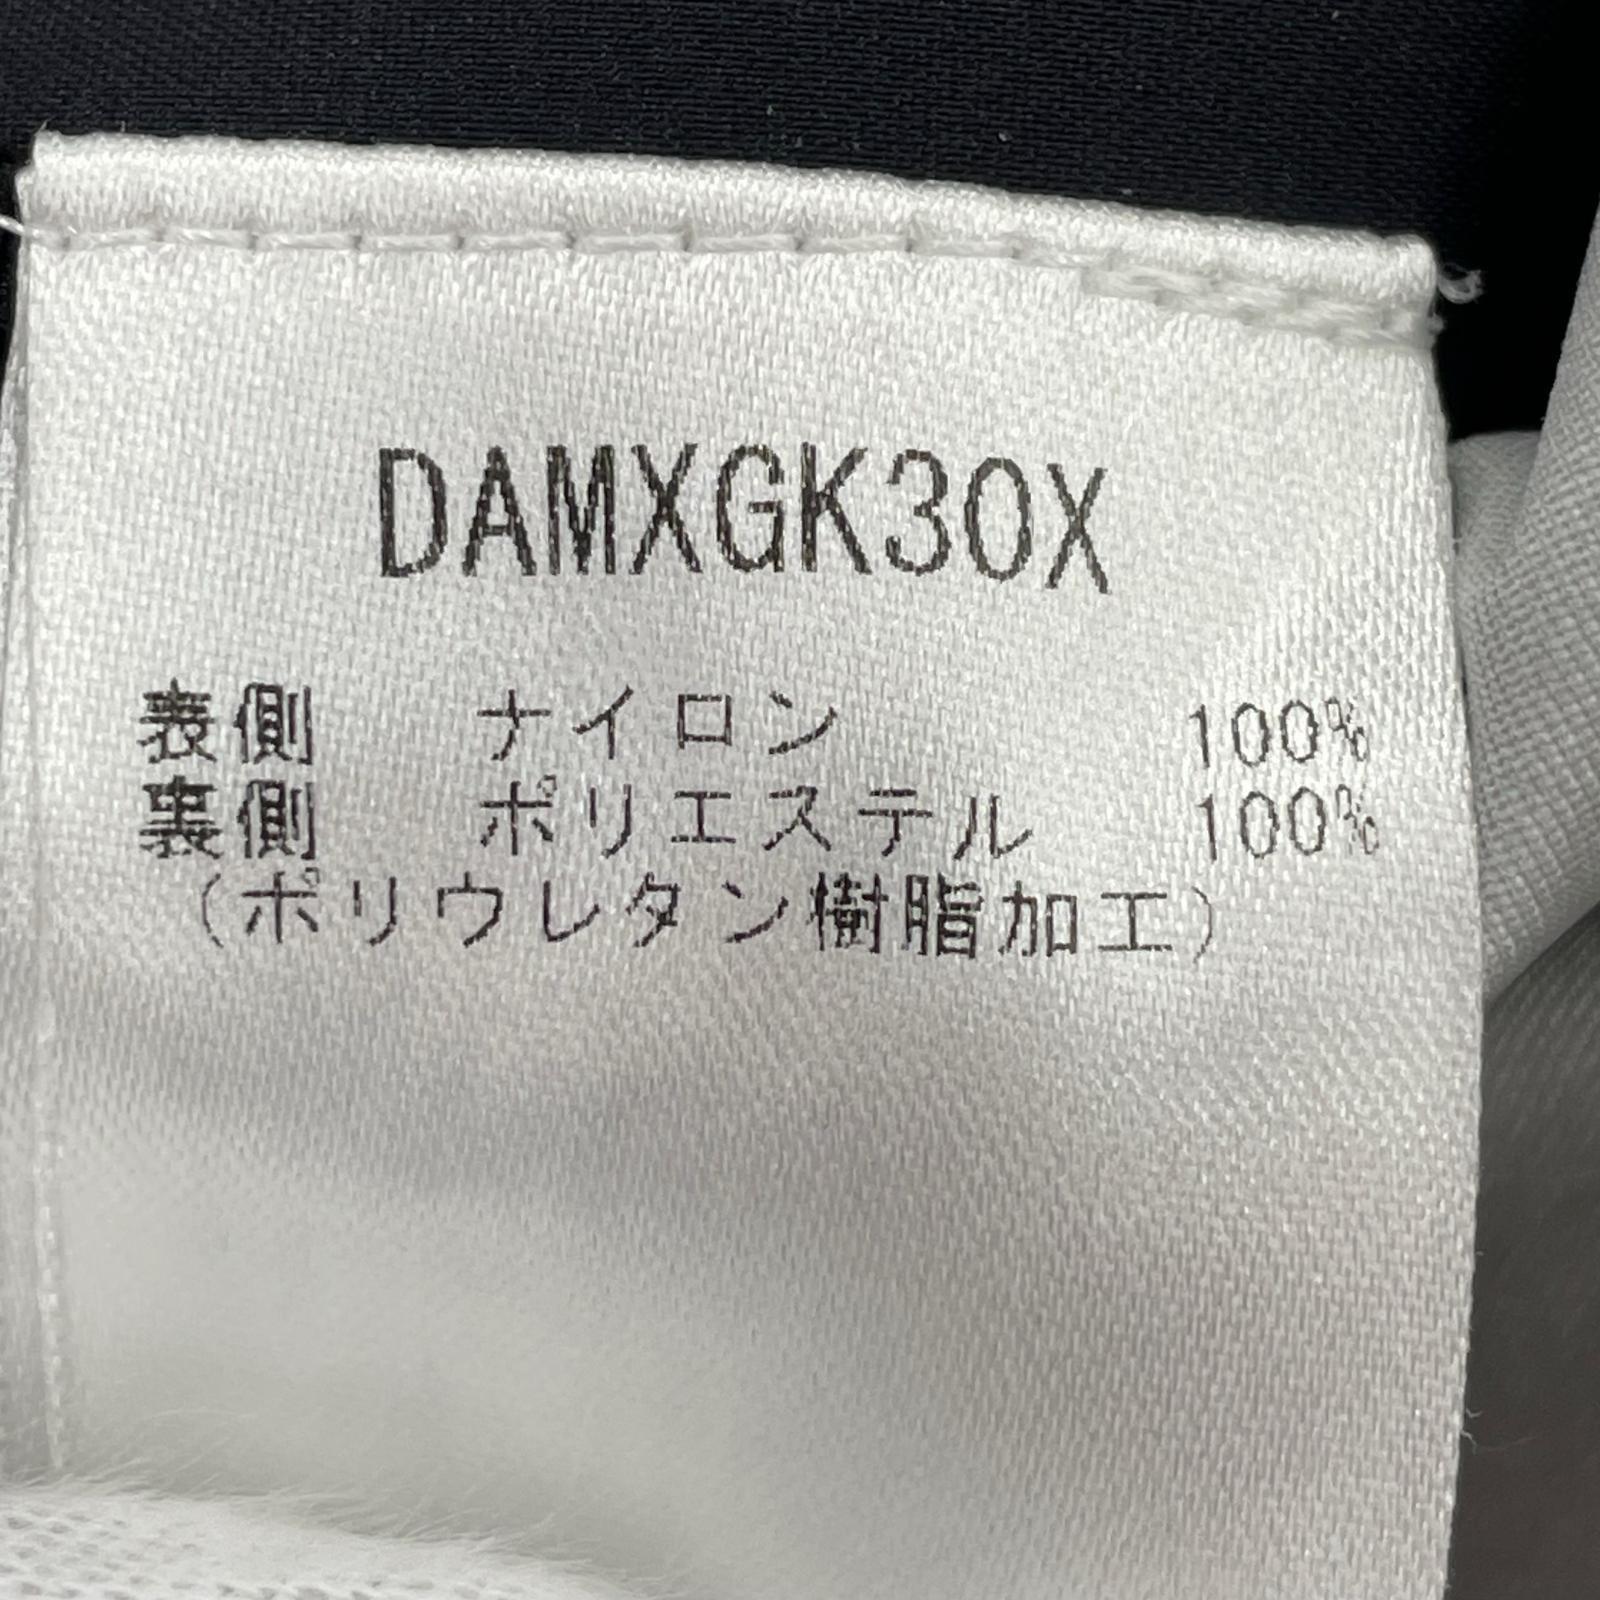 DAMXGK30X
表側 ナイロン 100%
裏側 ポリエステル 100%
(ポリウレタン樹脂加工)